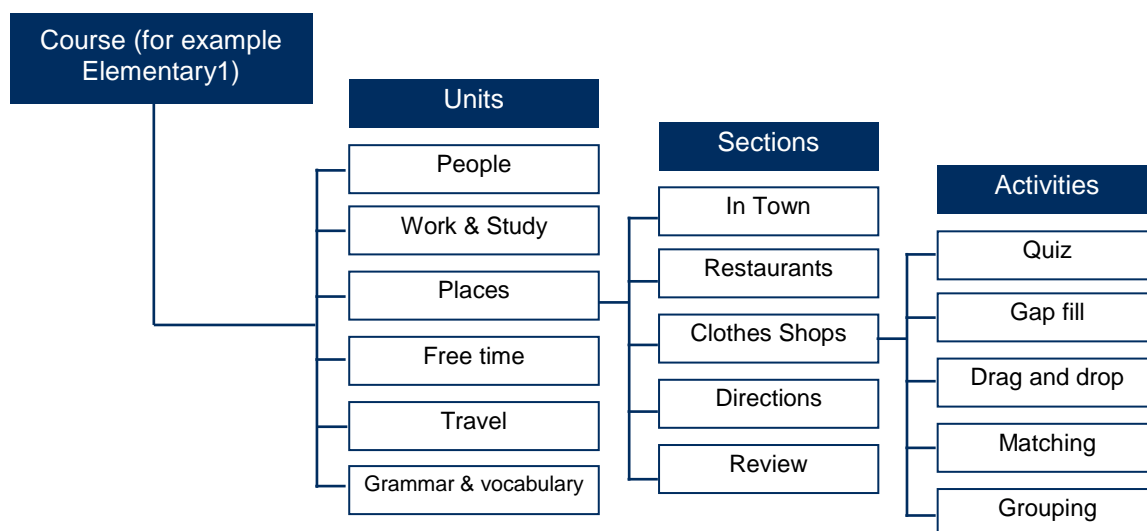 Course (for example
Elementary1)
Units
People
Work & Study
Places
Free time
Travel
Grammar & vocabulary
Sections
In Town
Restaurants
Clothes Shops
Directions
Review
Activities
Quiz
Gap fill
Drag and drop
Matching
Grouping